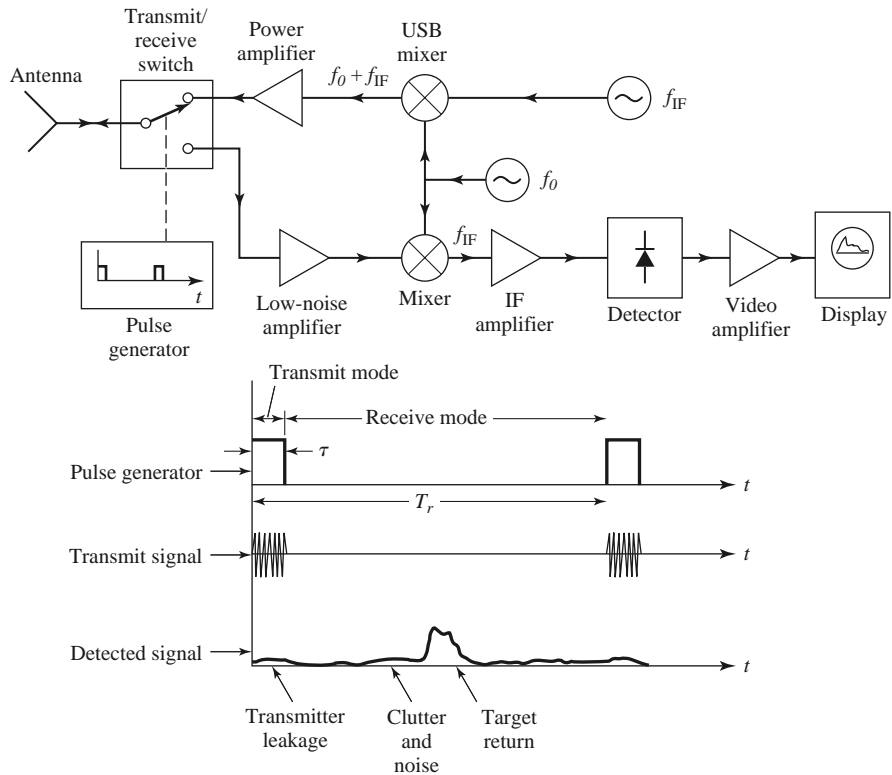 Transmit/
receive
switch
Power
amplifier
USB
mixer
Antenna
f0 + fIF
fIF
f0
t
Pulse
generator
Low-noise
amplifier
Mixer
fIF
IF
amplifier
Detector
Video
amplifier
Display
Transmit mode
Receive mode
τ
Pulse generator
t
Tr
Transmit signal
t
Detected signal
t
Transmitter
leakage
Clutter
and
noise
Target
return